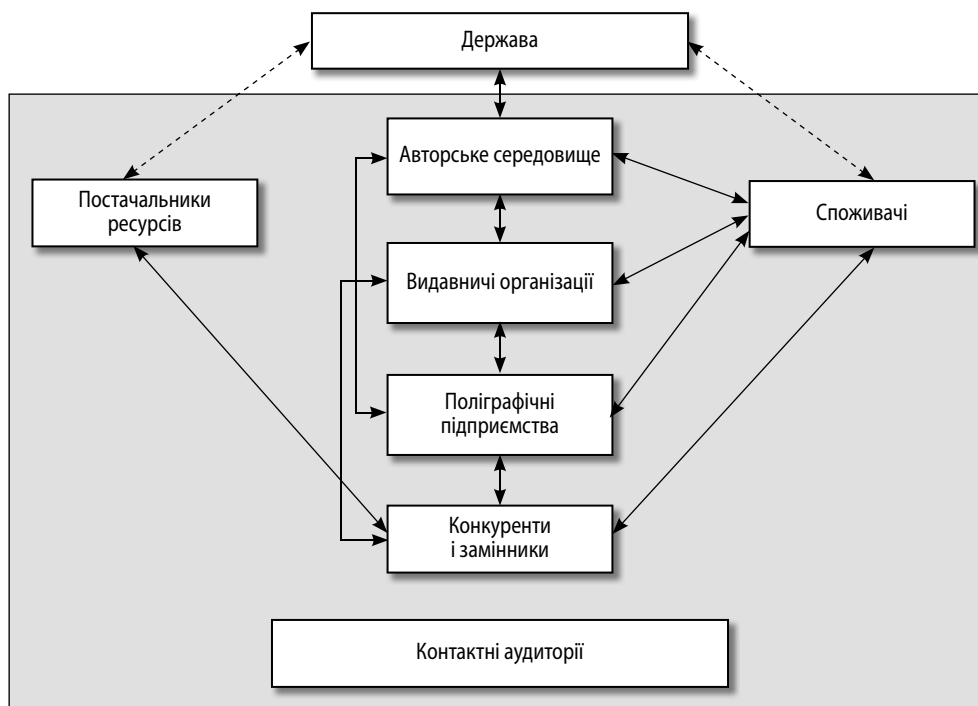 Держава
Авторське середовище
Постачальники
ресурсів
Споживачі
Видавничі організації
Поліграфічні
підприємства
Конкуренти
і замінники
Контактні аудиторії